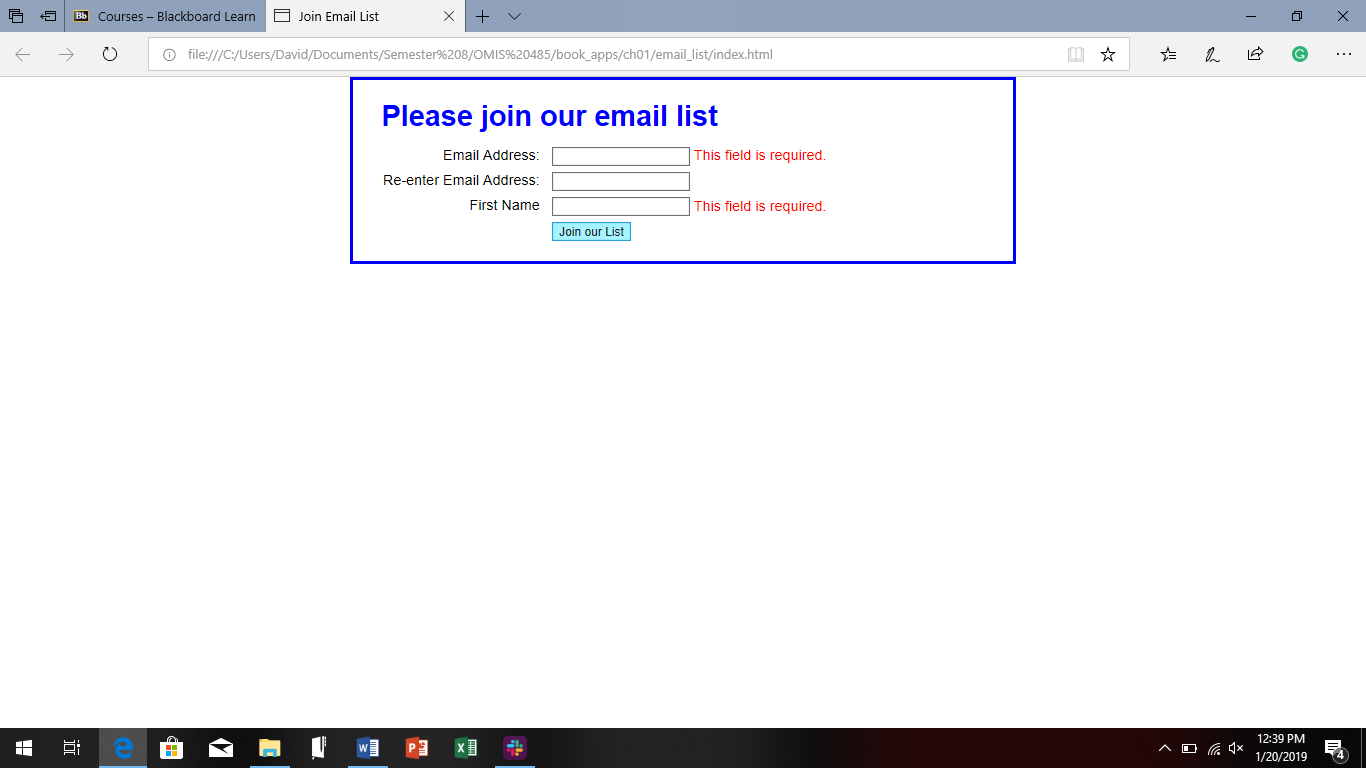 Courses – Blackboard Learn
Join Email List
file:///C:/Users/David/Documents/Semester%208/OMIS%20485/book_apps/ch01/email_list/index.html
Please join our email list
Email Address: This field is required.
Re-enter Email Address:
First Name This field is required.
Join our List
12:39 PM
1/20/2019
4